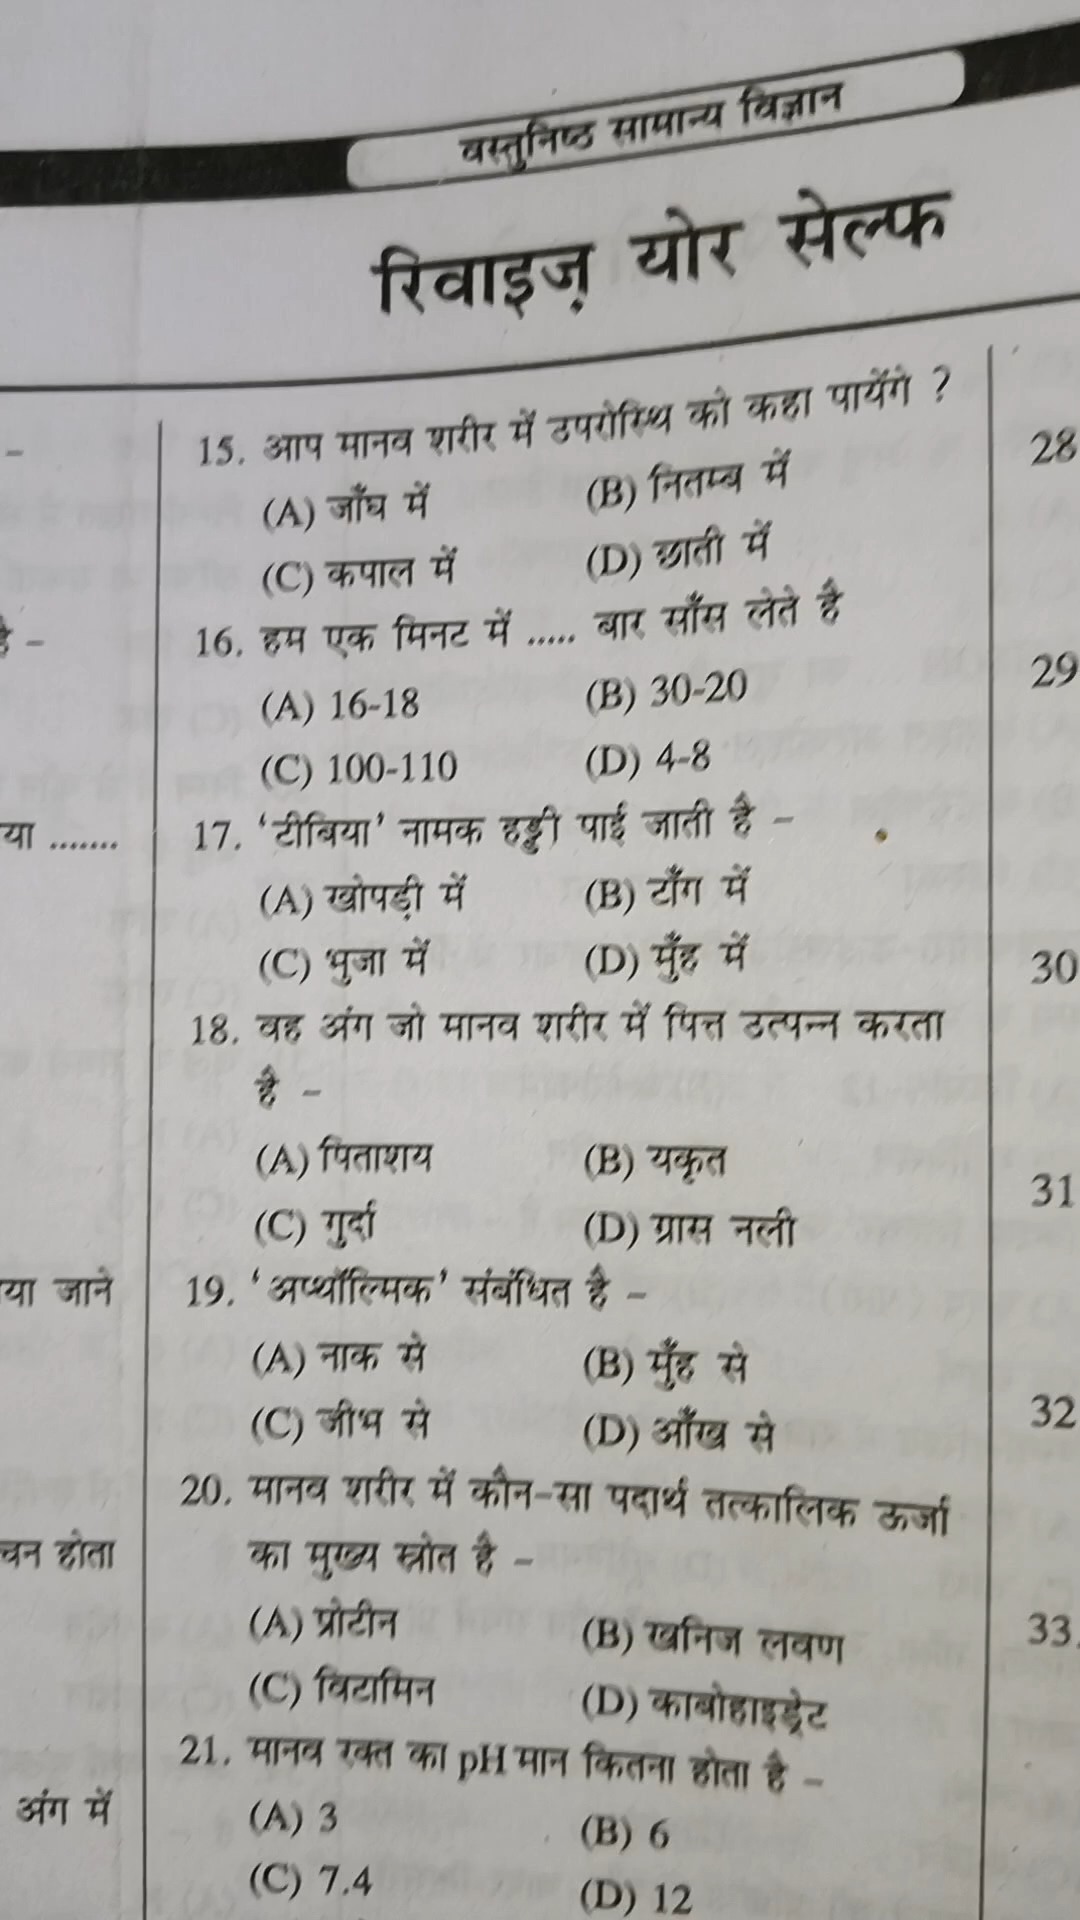 वस्तुनिष्ठ सामान्य विज्ञान
रिवाइज़ योर सेल्फ
–
है –
या .......
या जाने
चन होता
अंग में
15. आप मानव शरीर में उपरोस्थि को कहा पायेंगे ?
(A) जाँघ में (B) नितम्ब में
(C) कपाल में (D) छाती में
16. हम एक मिनट में ..... बार साँस लेते है
(A) 16-18 (B) 30-20
(C) 100-110 (D) 4-8
17. ‘टीबिया’ नामक हड्डी पाई जाती है –
(A) खोपड़ी में (B) टाँग में
(C) भुजा में (D) मुँह में
18. वह अंग जो मानव शरीर में पित्त उत्पन्न करता
है –
(A) पिताशय (B) यकृत
(C) गुर्दा (D) ग्रास नली
19. ‘अप्थॉल्मिक’ संबंधित है –
(A) नाक से (B) मुँह से
(C) जीभ से (D) आँख से
20. मानव शरीर में कौन-सा पदार्थ तत्कालिक ऊर्जा
का मुख्य स्रोत है –
(A) प्रोटीन (B) खनिज लवण
(C) विटामिन (D) कार्बोहाइड्रेट
21. मानव रक्त का pH मान कितना होता है –
(A) 3 (B) 6
(C) 7.4 (D) 12
28
29
30
31
32
33.